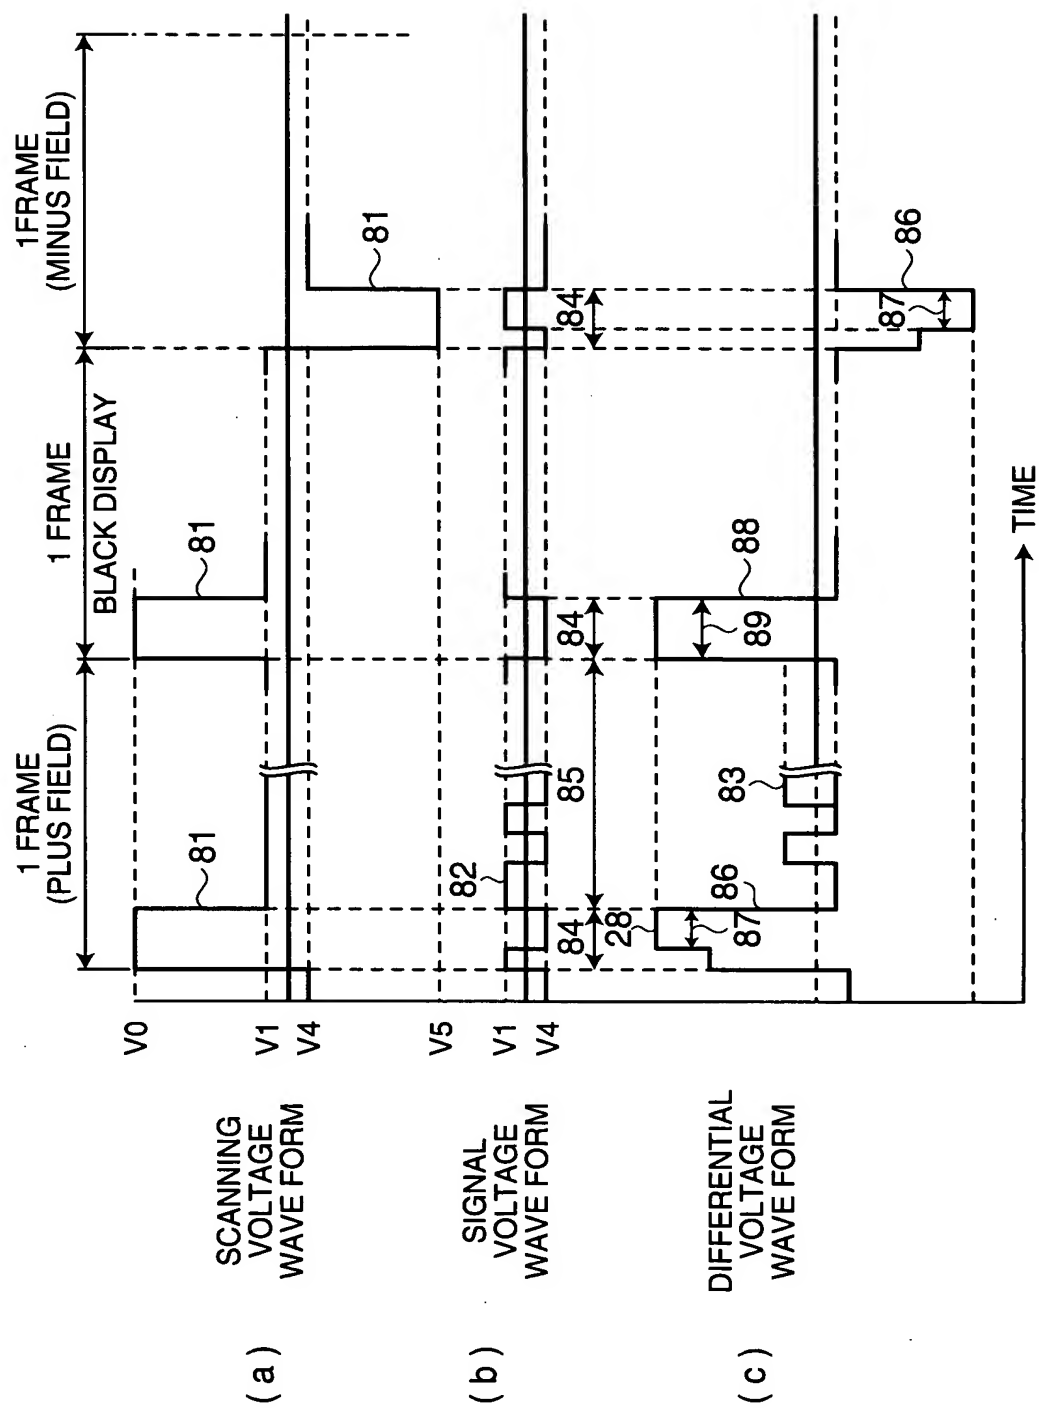 1 FRAME
(PLUS FIELD)
1 FRAME
BLACK DISPLAY
1FRAME
(MINUS FIELD)
(a)
SCANNING
VOLTAGE
WAVE FORM
V0
V1
V4
V5
81
81
81
(b)
SIGNAL
VOLTAGE
WAVE FORM
V1
V4
82
84
85
84
84
(c)
DIFFERENTIAL
VOLTAGE
WAVE FORM
28
87
86
83
89
88
87
86
TIME